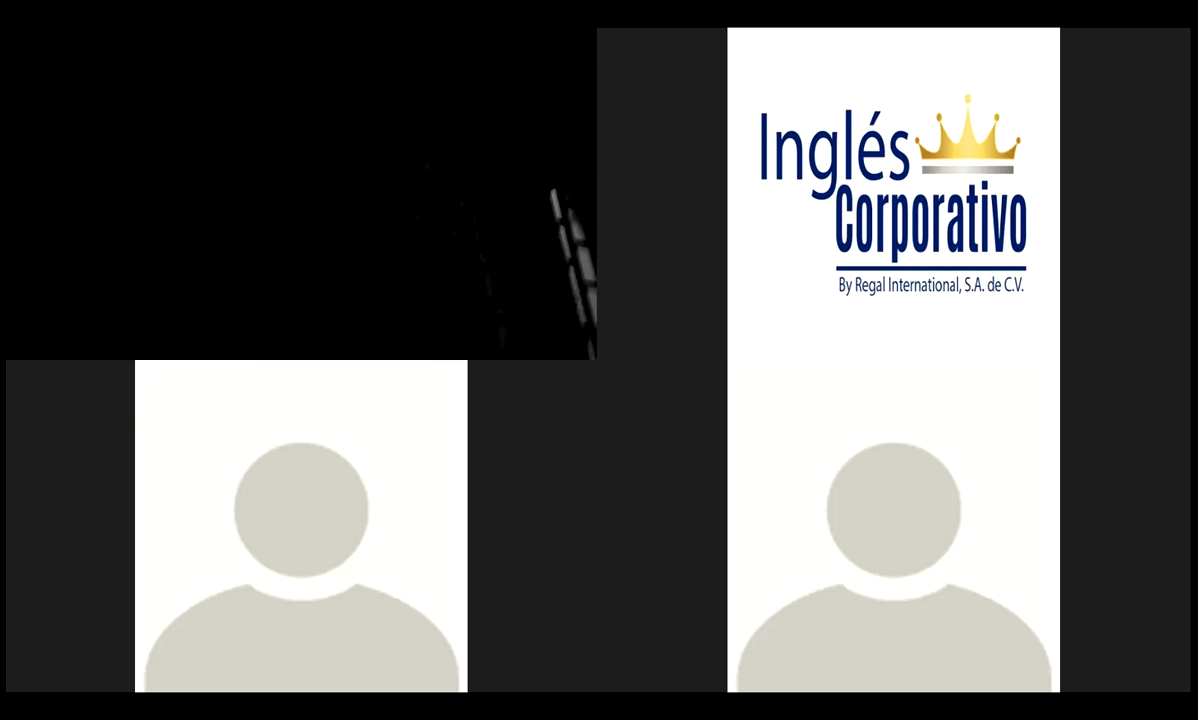 Inglés
Corporativo
By Regal International, S.A. de C.V.